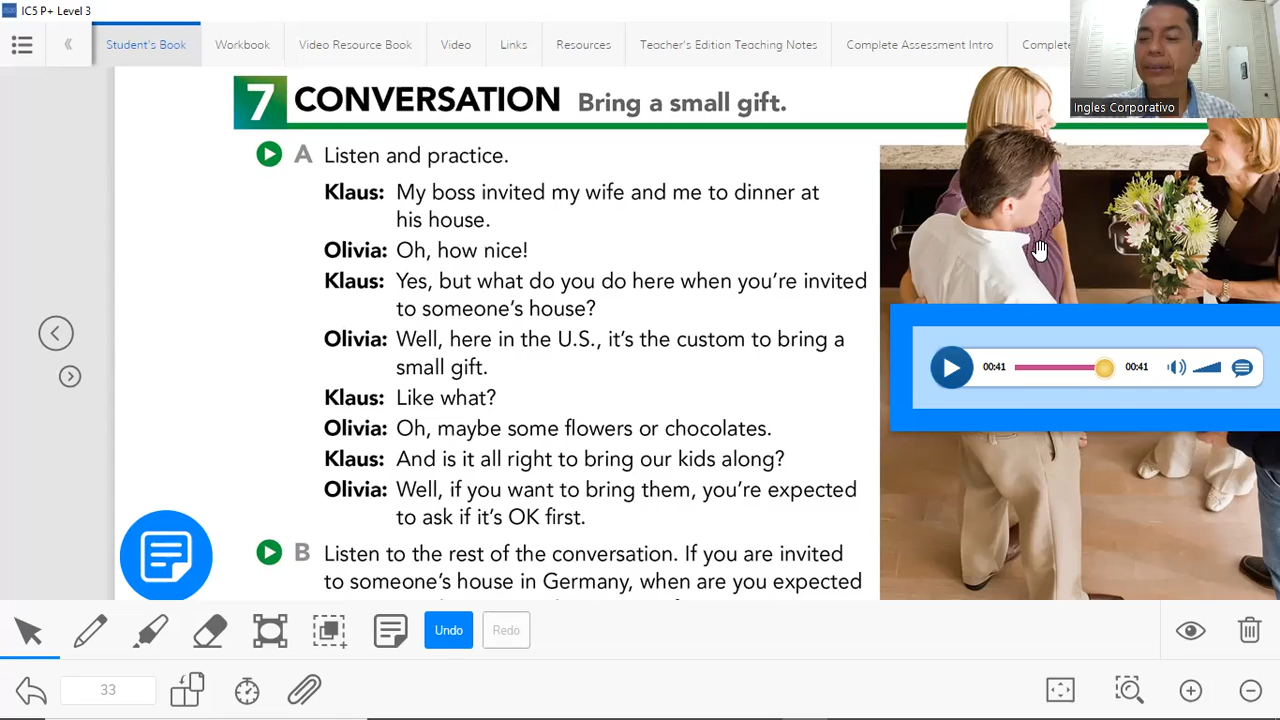 IC5 P+ Level 3
Student's Book
Workbook
Video Resource Book
Video
Links
Resources
Teacher's Edition Teaching Notes
Complete Assessment Intro
Complete
Ingles Corporativo
7 CONVERSATION Bring a small gift.
A Listen and practice.
Klaus: My boss invited my wife and me to dinner at
his house.
Olivia: Oh, how nice!
Klaus: Yes, but what do you do here when you're invited
to someone's house?
Olivia: Well, here in the U.S., it's the custom to bring a
small gift.
Klaus: Like what?
Olivia: Oh, maybe some flowers or chocolates.
Klaus: And is it all right to bring our kids along?
Olivia: Well, if you want to bring them, you're expected
to ask if it's OK first.
B Listen to the rest of the conversation. If you are invited
to someone's house in Germany, when are you expected
00:41
00:41
Undo
Redo
33